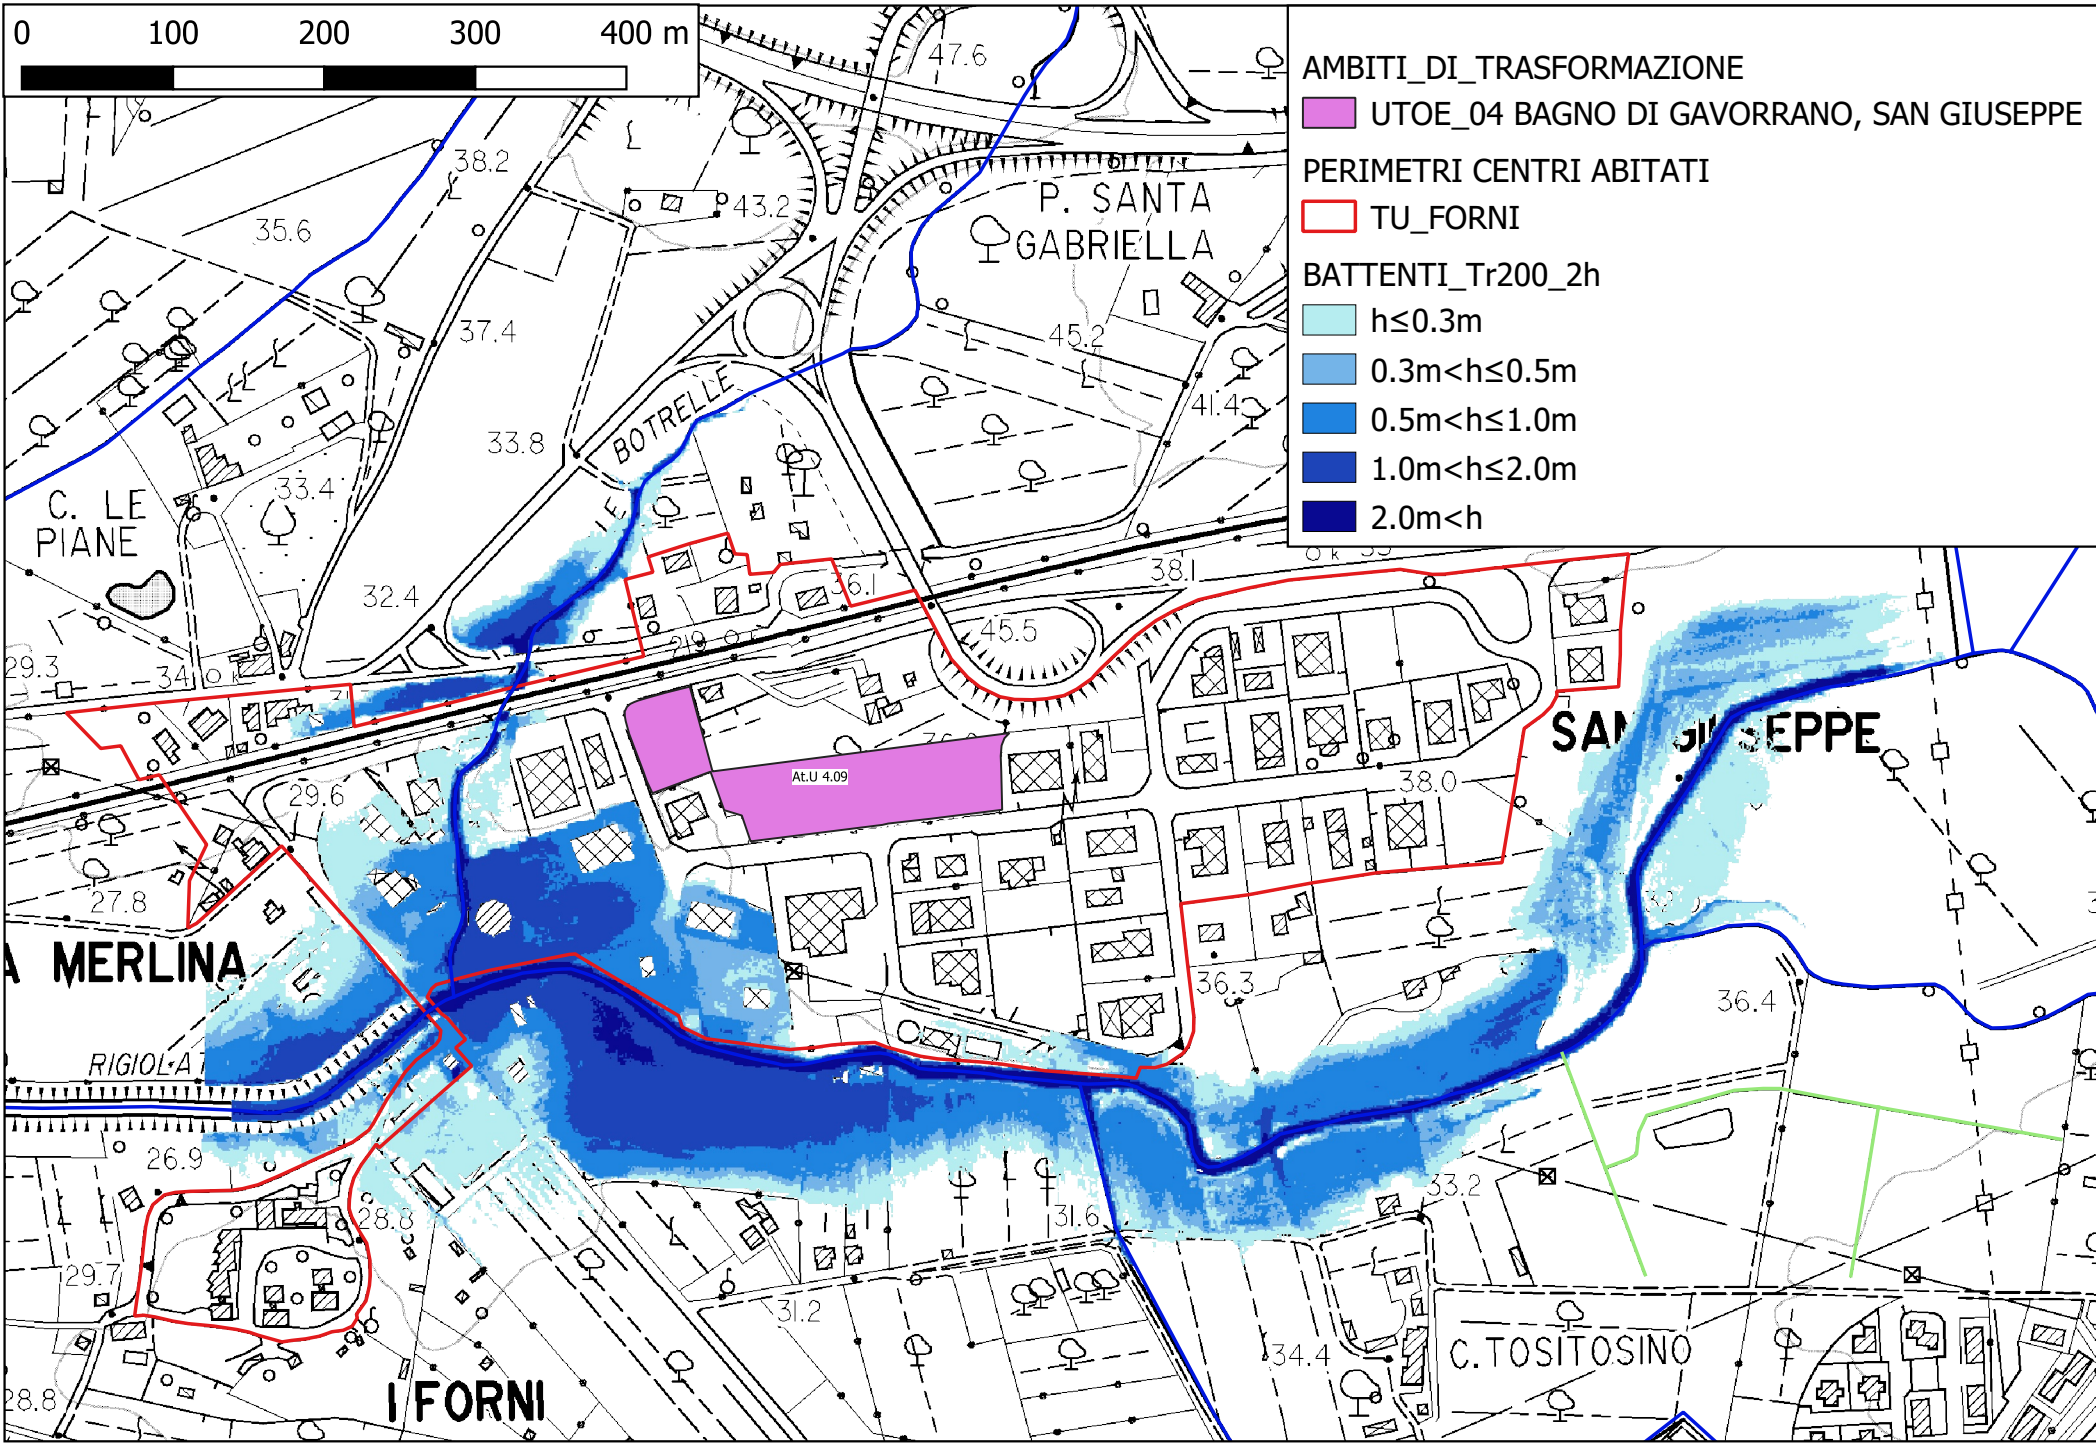 0 100 200 300 400 m
AMBITI_DI_TRASFORMAZIONE
UTOE_04 BAGNO DI GAVORRANO, SAN GIUSEPPE
PERIMETRI CENTRI ABITATI
TU_FORNI
BATTENTI_Tr200_2h
h≤0.3m
0.3m<h≤0.5m
0.5m<h≤1.0m
1.0m<h≤2.0m
2.0m<h
47.6
38.2
43.2
P. SANTA
GABRIELLA
35.6
37.4
45.2
41.4
BOTRELLE
33.8
33.4
C. LE
PIANE
32.4
36.1
38.1
45.5
29.3
SAN GIUSEPPE
At.U 4.09
29.6
38.0
27.8
A MERLINA
36.3
36.4
RIGIOLAT
26.9
33.2
28.8
31.6
29.7
31.2
34.4
C. TOSITOSINO
28.8
I FORNI